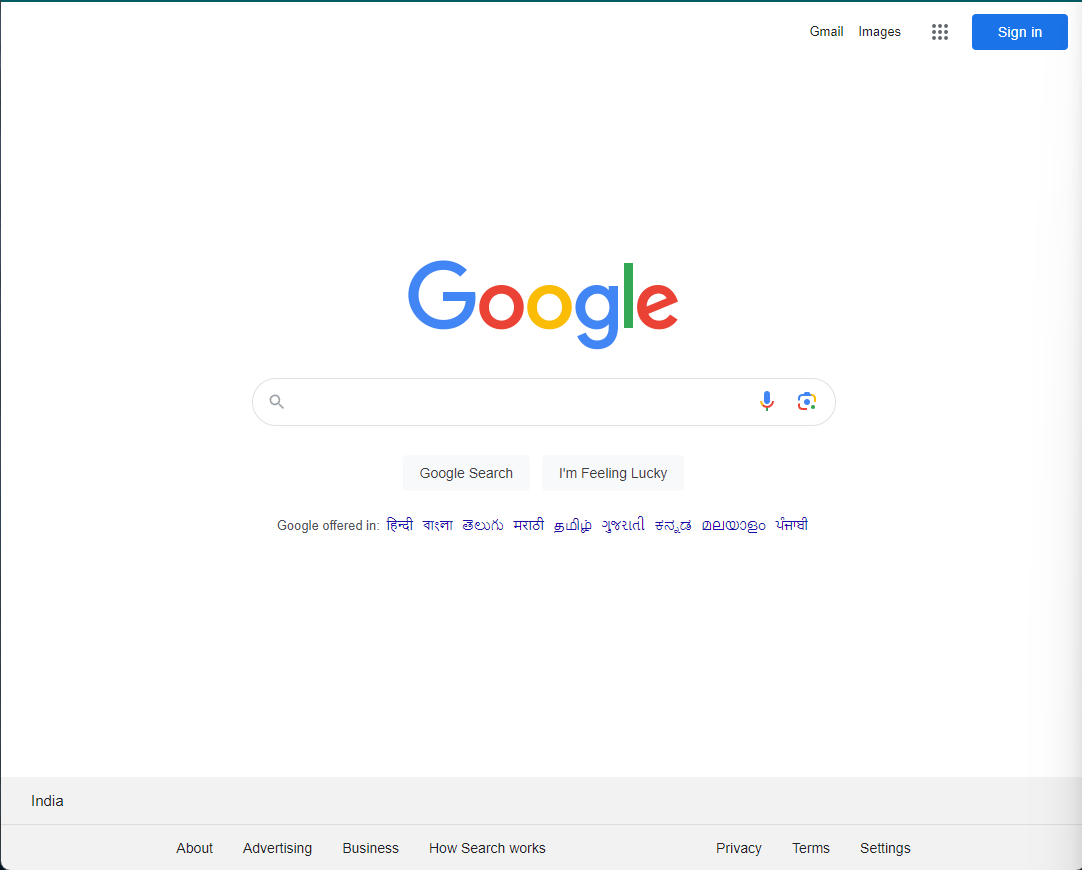 Gmail Images Sign in
Google
Google Search I'm Feeling Lucky
Google offered in: हिन्दी বাংলা తెలుగు मराठी தமிழ் ગુજરાતી ಕನ್ನಡ മലയാളം ਪੰਜਾਬੀ
India
About Advertising Business How Search works Privacy Terms Settings